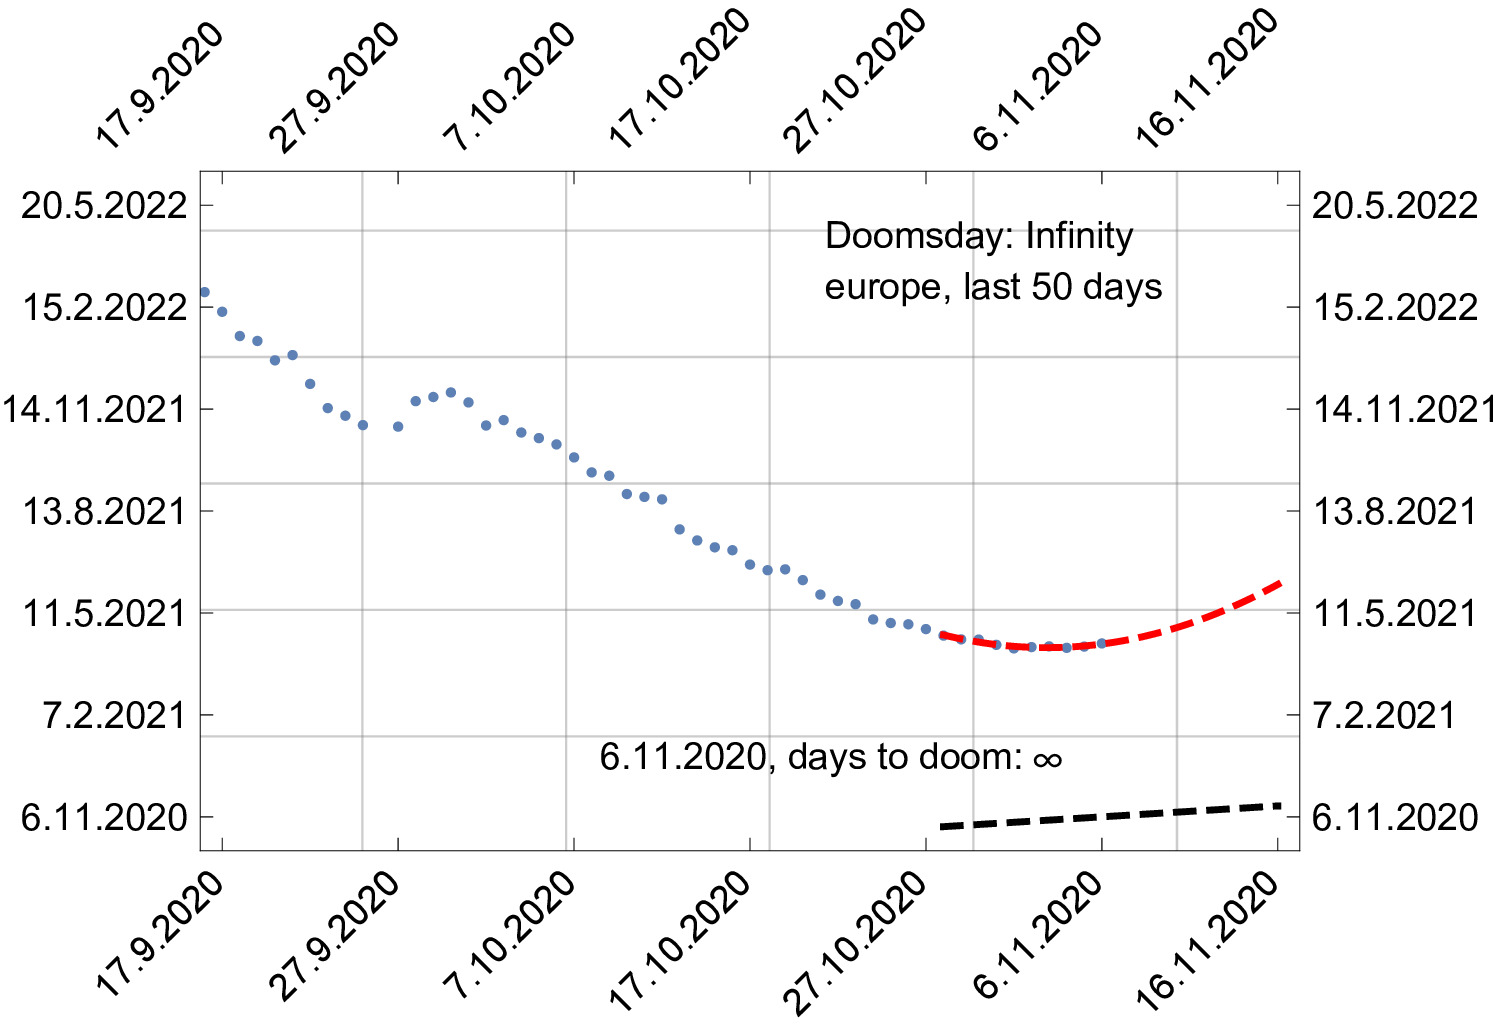 17.9.2020 27.9.2020 7.10.2020 17.10.2020 27.10.2020 6.11.2020 16.11.2020
20.5.2022 20.5.2022
Doomsday: Infinity
europe, last 50 days
15.2.2022 15.2.2022
14.11.2021 14.11.2021
13.8.2021 13.8.2021
11.5.2021 11.5.2021
7.2.2021 7.2.2021
6.11.2020, days to doom: ∞
6.11.2020 6.11.2020
17.9.2020 27.9.2020 7.10.2020 17.10.2020 27.10.2020 6.11.2020 16.11.2020